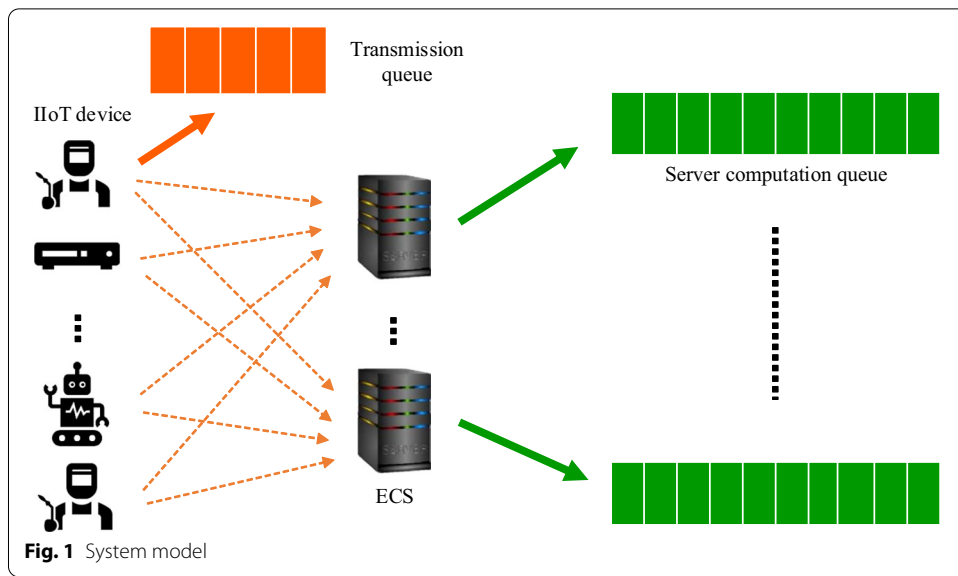 Transmission
queue
IIoT device
Server computation queue
ECS
Fig. 1 System model